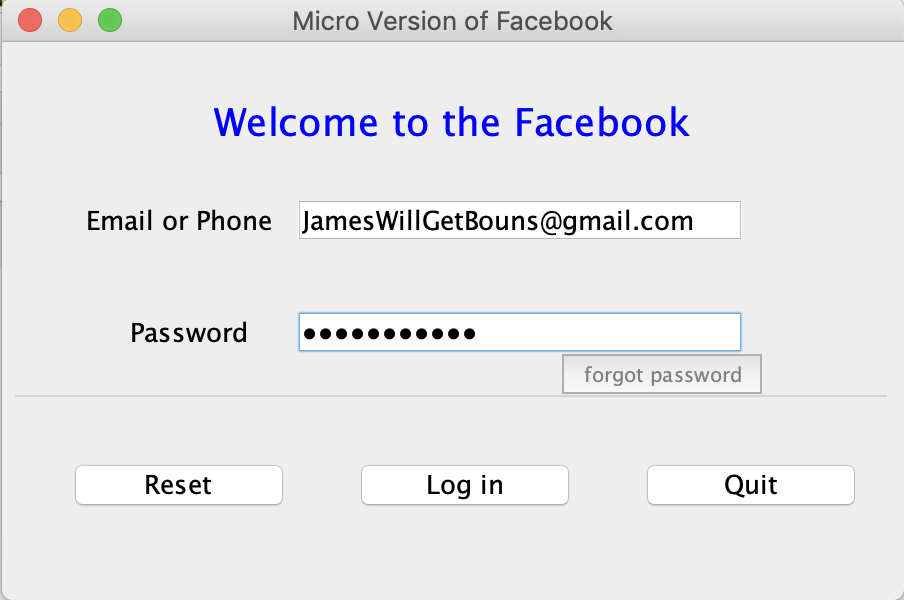 Micro Version of Facebook
Welcome to the Facebook
Email or Phone JamesWillGetBouns@gmail.com
Password •••••••••••
forgot password
Reset Log in Quit